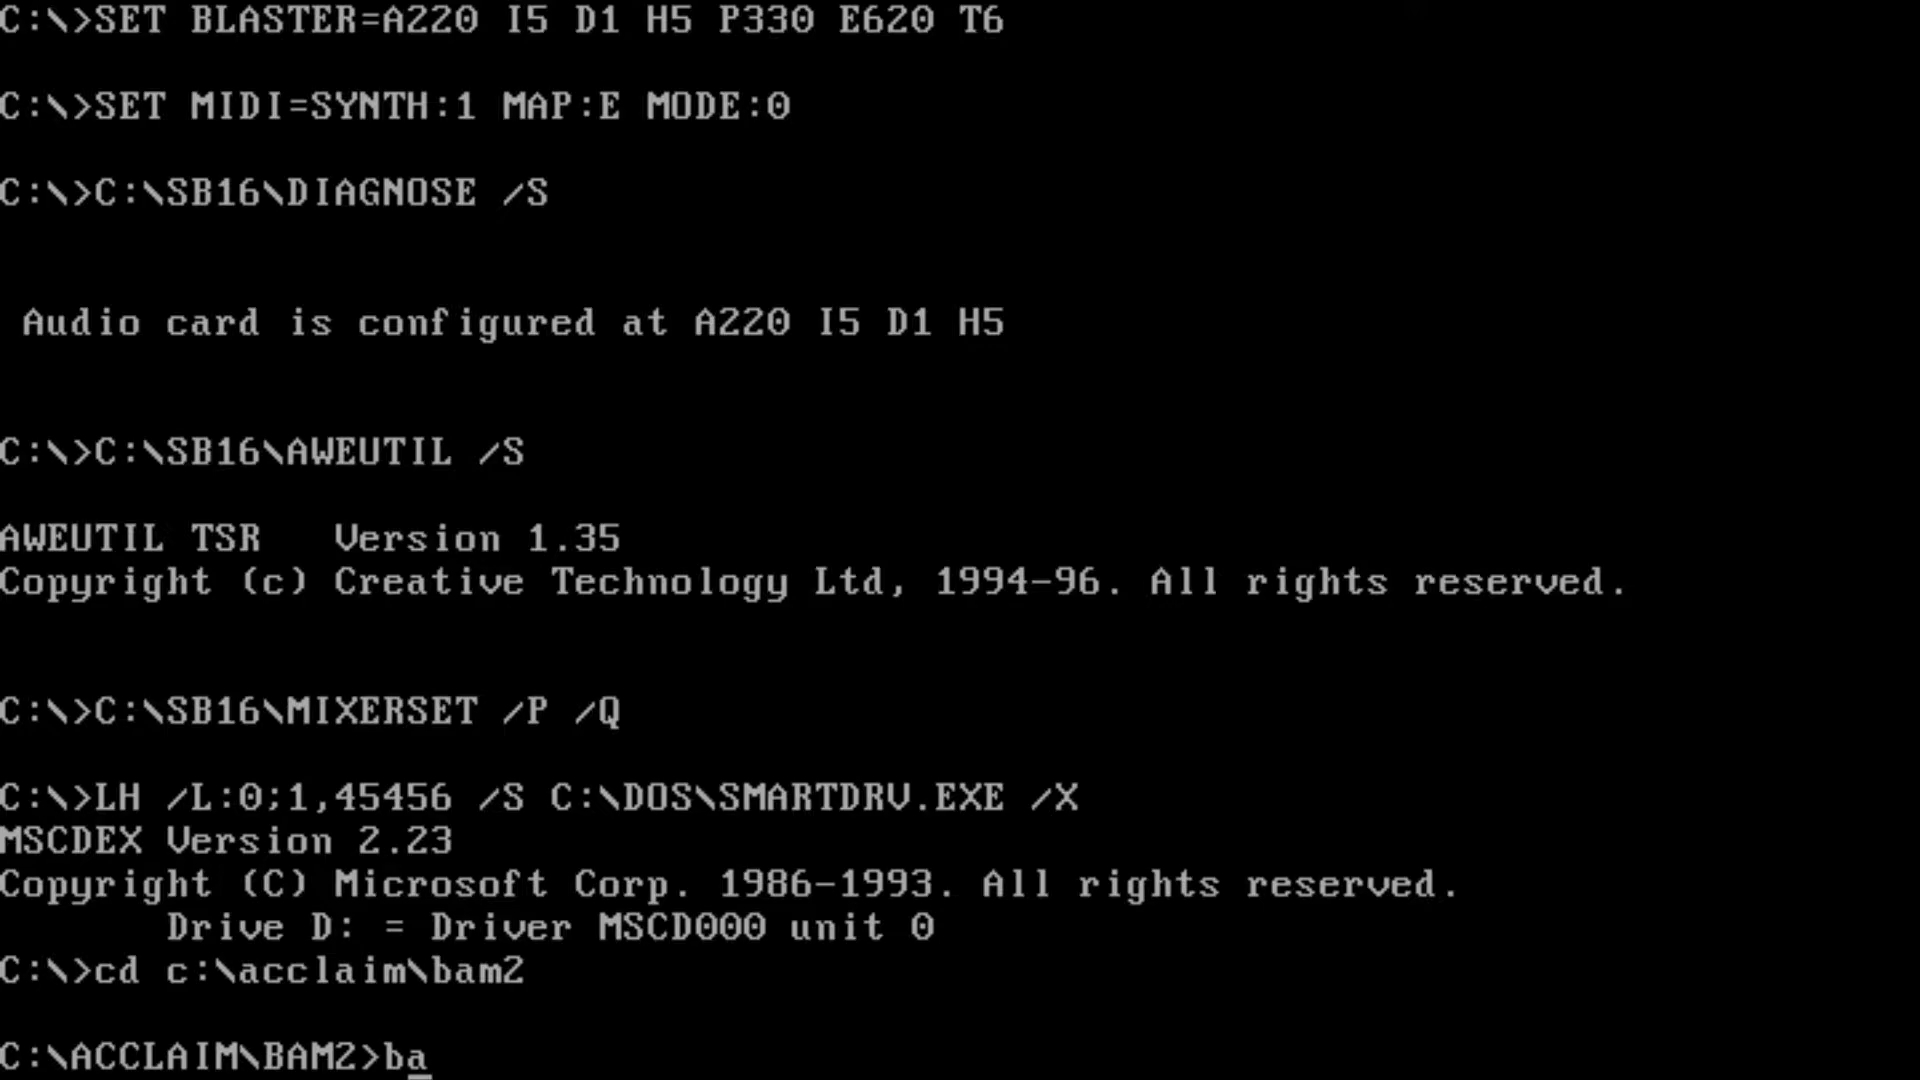 C:\>SET BLASTER=A220 I5 D1 H5 P330 E620 T6
C:\>SET MIDI=SYNTH:1 MAP:E MODE:0
C:\>C:\SB16\DIAGNOSE /S
Audio card is configured at A220 I5 D1 H5
C:\>C:\SB16\AWEUTIL /S
AWEUTIL TSR   Version 1.35
Copyright (c) Creative Technology Ltd, 1994-96. All rights reserved.
C:\>C:\SB16\MIXERSET /P /Q
C:\>LH /L:0;1,45456 /S C:\DOS\SMARTDRV.EXE /X
MSCDEX Version 2.23
Copyright (C) Microsoft Corp. 1986-1993. All rights reserved.
       Drive D: = Driver MSCD000 unit 0
C:\>cd c:\acclaim\bam2
C:\ACCLAIM\BAM2>ba